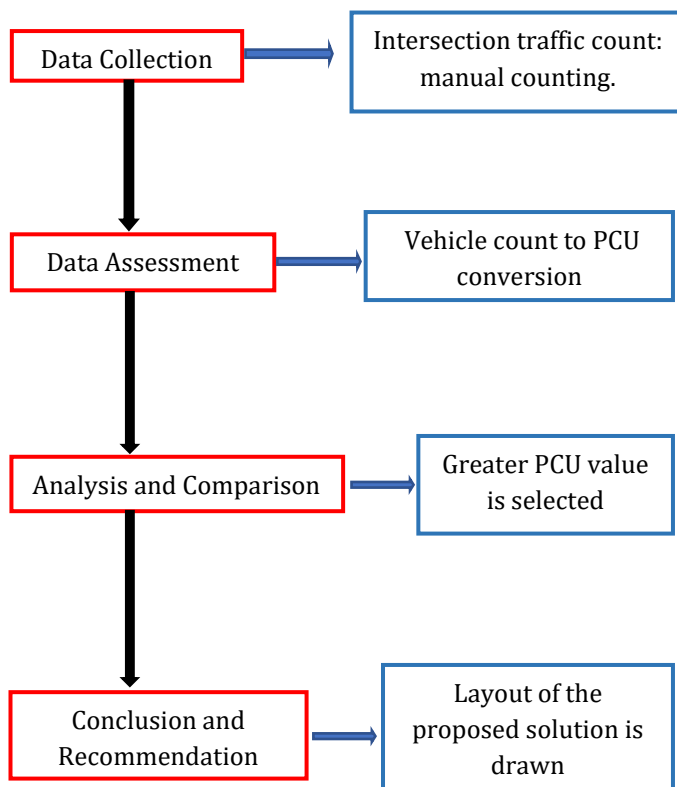 Data Collection
Intersection traffic count:
manual counting.
Data Assessment
Vehicle count to PCU
conversion
Analysis and Comparison
Greater PCU value
is selected
Conclusion and
Recommendation
Layout of the
proposed solution is
drawn